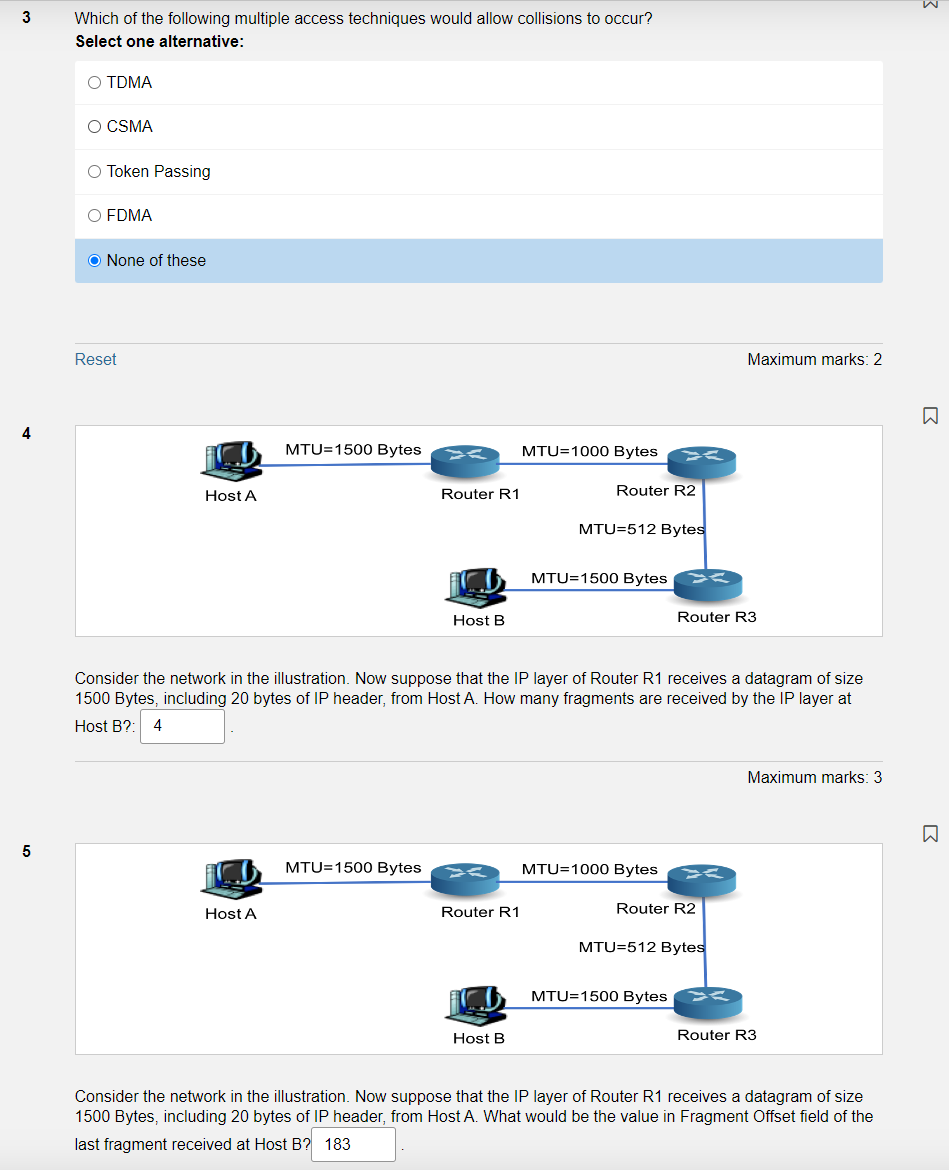 3
Which of the following multiple access techniques would allow collisions to occur?
Select one alternative:
TDMA
CSMA
Token Passing
FDMA
None of these
Reset
Maximum marks: 2
4
MTU=1500 Bytes
MTU=1000 Bytes
Host A
Router R1
Router R2
MTU=512 Bytes
MTU=1500 Bytes
Host B
Router R3
Consider the network in the illustration. Now suppose that the IP layer of Router R1 receives a datagram of size
1500 Bytes, including 20 bytes of IP header, from Host A. How many fragments are received by the IP layer at
Host B?: 4 .
Maximum marks: 3
5
MTU=1500 Bytes
MTU=1000 Bytes
Host A
Router R1
Router R2
MTU=512 Bytes
MTU=1500 Bytes
Host B
Router R3
Consider the network in the illustration. Now suppose that the IP layer of Router R1 receives a datagram of size
1500 Bytes, including 20 bytes of IP header, from Host A. What would be the value in Fragment Offset field of the
last fragment received at Host B? 183 .